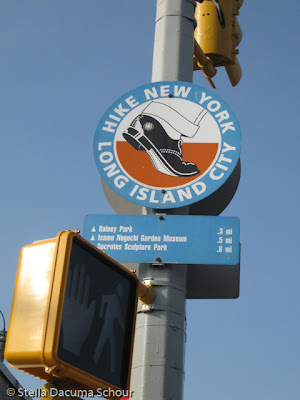 HIKE NEW YORK
LONG ISLAND CITY
▲ Rainey Park .3 mi
▲ Isamu Noguchi Garden Museum .5 mi
Socrates Sculpture Park .6 mi
© Stella Dacuma Schour